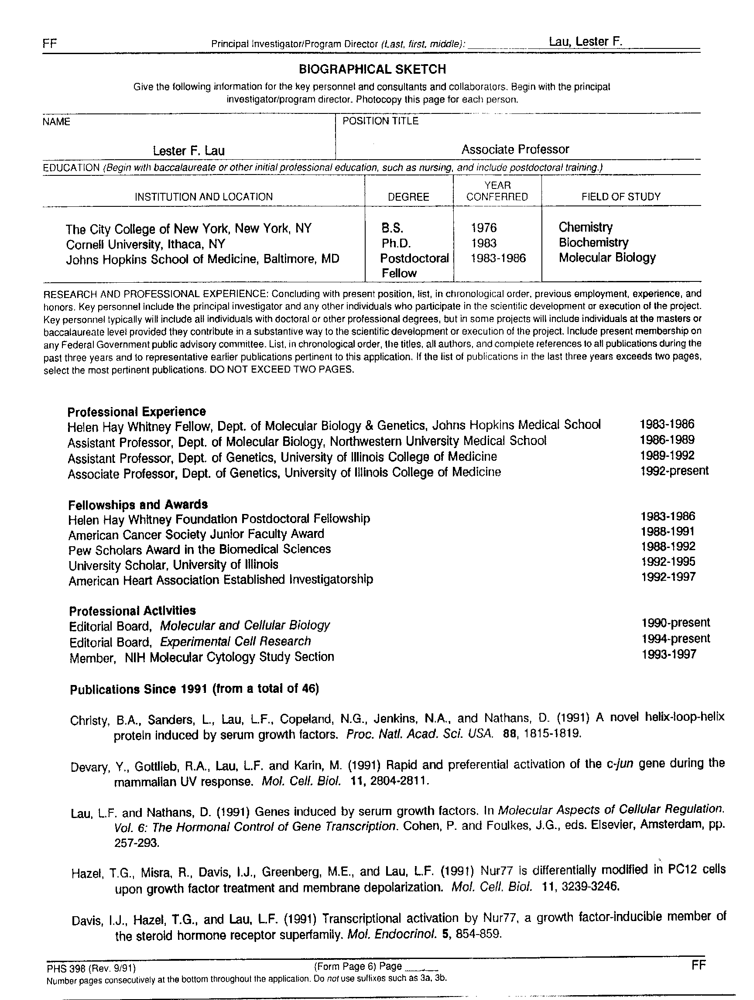 FF Principal Investigator/Program Director (Last, first, middle): Lau, Lester F.
BIOGRAPHICAL SKETCH
Give the following information for the key personnel and consultants and collaborators. Begin with the principal
investigator/program director. Photocopy this page for each person.
NAME POSITION TITLE
Lester F. Lau Associate Professor
EDUCATION (Begin with baccalaureate or other initial professional education, such as nursing, and include postdoctoral training.)
INSTITUTION AND LOCATION DEGREE YEAR CONFERRED FIELD OF STUDY
The City College of New York, New York, NY B.S. 1976 Chemistry
Cornell University, Ithaca, NY Ph.D. 1983 Biochemistry
Johns Hopkins School of Medicine, Baltimore, MD Postdoctoral 1983-1986 Molecular Biology
Fellow
RESEARCH AND PROFESSIONAL EXPERIENCE: Concluding with present position, list, in chronological order, previous employment, experience, and
honors. Key personnel include the principal investigator and any other individuals who participate in the scientific development or execution of the project.
Key personnel typically will include all individuals with doctoral or other professional degrees, but in some projects will include individuals at the masters or
baccalaureate level provided they contribute in a substantive way to the scientific development or execution of the project. Include present membership on
any Federal Government public advisory committee. List, in chronological order, the titles, all authors, and complete references to all publications during the
past three years and to representative earlier publications pertinent to this application. If the list of publications in the last three years exceeds two pages,
select the most pertinent publications. DO NOT EXCEED TWO PAGES.
Professional Experience
Helen Hay Whitney Fellow, Dept. of Molecular Biology & Genetics, Johns Hopkins Medical School 1983-1986
Assistant Professor, Dept. of Molecular Biology, Northwestern University Medical School 1986-1989
Assistant Professor, Dept. of Genetics, University of Illinois College of Medicine 1989-1992
Associate Professor, Dept. of Genetics, University of Illinois College of Medicine 1992-present
Fellowships and Awards
Helen Hay Whitney Foundation Postdoctoral Fellowship 1983-1986
American Cancer Society Junior Faculty Award 1988-1991
Pew Scholars Award in the Biomedical Sciences 1988-1992
University Scholar, University of Illinois 1992-1995
American Heart Association Established Investigatorship 1992-1997
Professional Activities
Editorial Board, Molecular and Cellular Biology 1990-present
Editorial Board, Experimental Cell Research 1994-present
Member, NIH Molecular Cytology Study Section 1993-1997
Publications Since 1991 (from a total of 46)
Christy, B.A., Sanders, L., Lau, L.F., Copeland, N.G., Jenkins, N.A., and Nathans, D. (1991) A novel helix-loop-helix
protein induced by serum growth factors. Proc. Natl. Acad. Sci. USA. 88, 1815-1819.
Devary, Y., Gottlieb, R.A., Lau, L.F. and Karin, M. (1991) Rapid and preferential activation of the c-jun gene during the
mammalian UV response. Mol. Cell. Biol. 11, 2804-2811.
Lau, L.F. and Nathans, D. (1991) Genes induced by serum growth factors. In Molecular Aspects of Cellular Regulation.
Vol. 6: The Hormonal Control of Gene Transcription. Cohen, P. and Foulkes, J.G., eds. Elsevier, Amsterdam, pp.
257-293.
Hazel, T.G., Misra, R., Davis, I.J., Greenberg, M.E., and Lau, L.F. (1991) Nur77 is differentially modified in PC12 cells
upon growth factor treatment and membrane depolarization. Mol. Cell. Biol. 11, 3239-3246.
Davis, I.J., Hazel, T.G., and Lau, L.F. (1991) Transcriptional activation by Nur77, a growth factor-inducible member of
the steroid hormone receptor superfamily. Mol. Endocrinol. 5, 854-859.
PHS 398 (Rev. 9/91) (Form Page 6) Page ______ FF
Number pages consecutively at the bottom throughout the application. Do not use suffixes such as 3a, 3b.